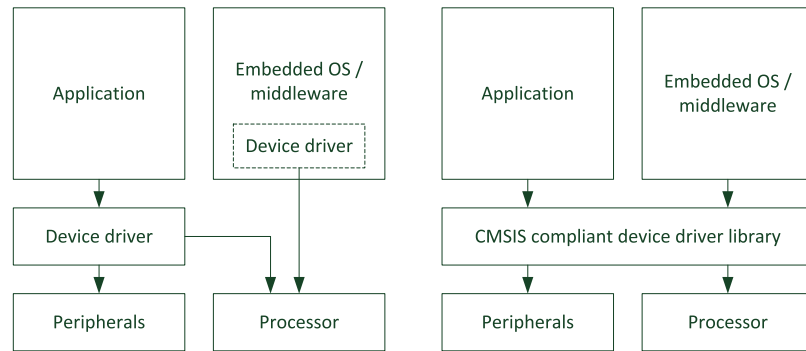 Application
Embedded OS /
middleware
Device driver
Device driver
Peripherals
Processor
Application
Embedded OS /
middleware
CMSIS compliant device driver library
Peripherals
Processor